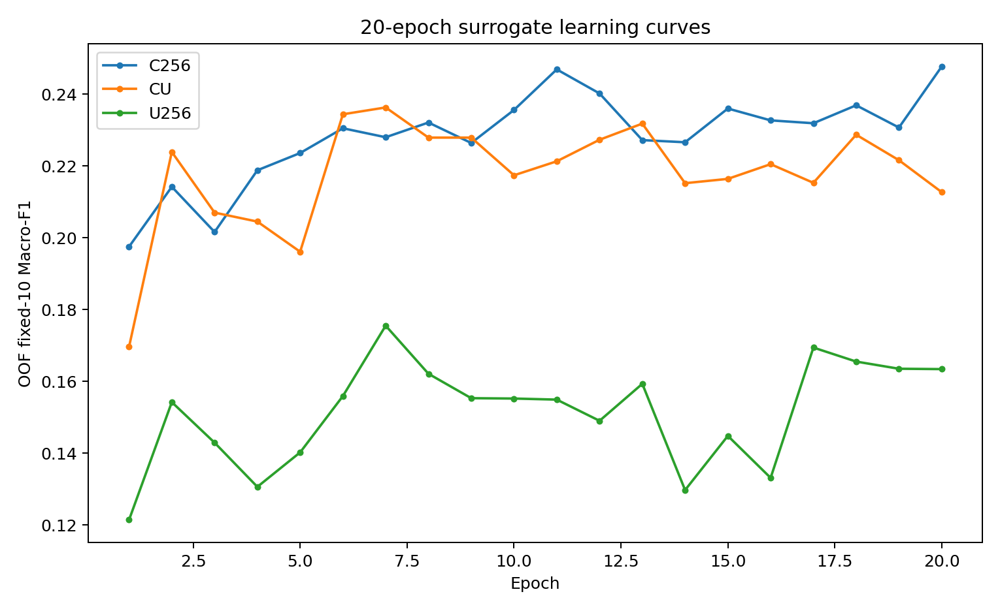 20-epoch surrogate learning curves
C256
CU
U256
OOF fixed-10 Macro-F1
0.24
0.22
0.20
0.18
0.16
0.14
0.12
2.5 5.0 7.5 10.0 12.5 15.0 17.5 20.0
Epoch